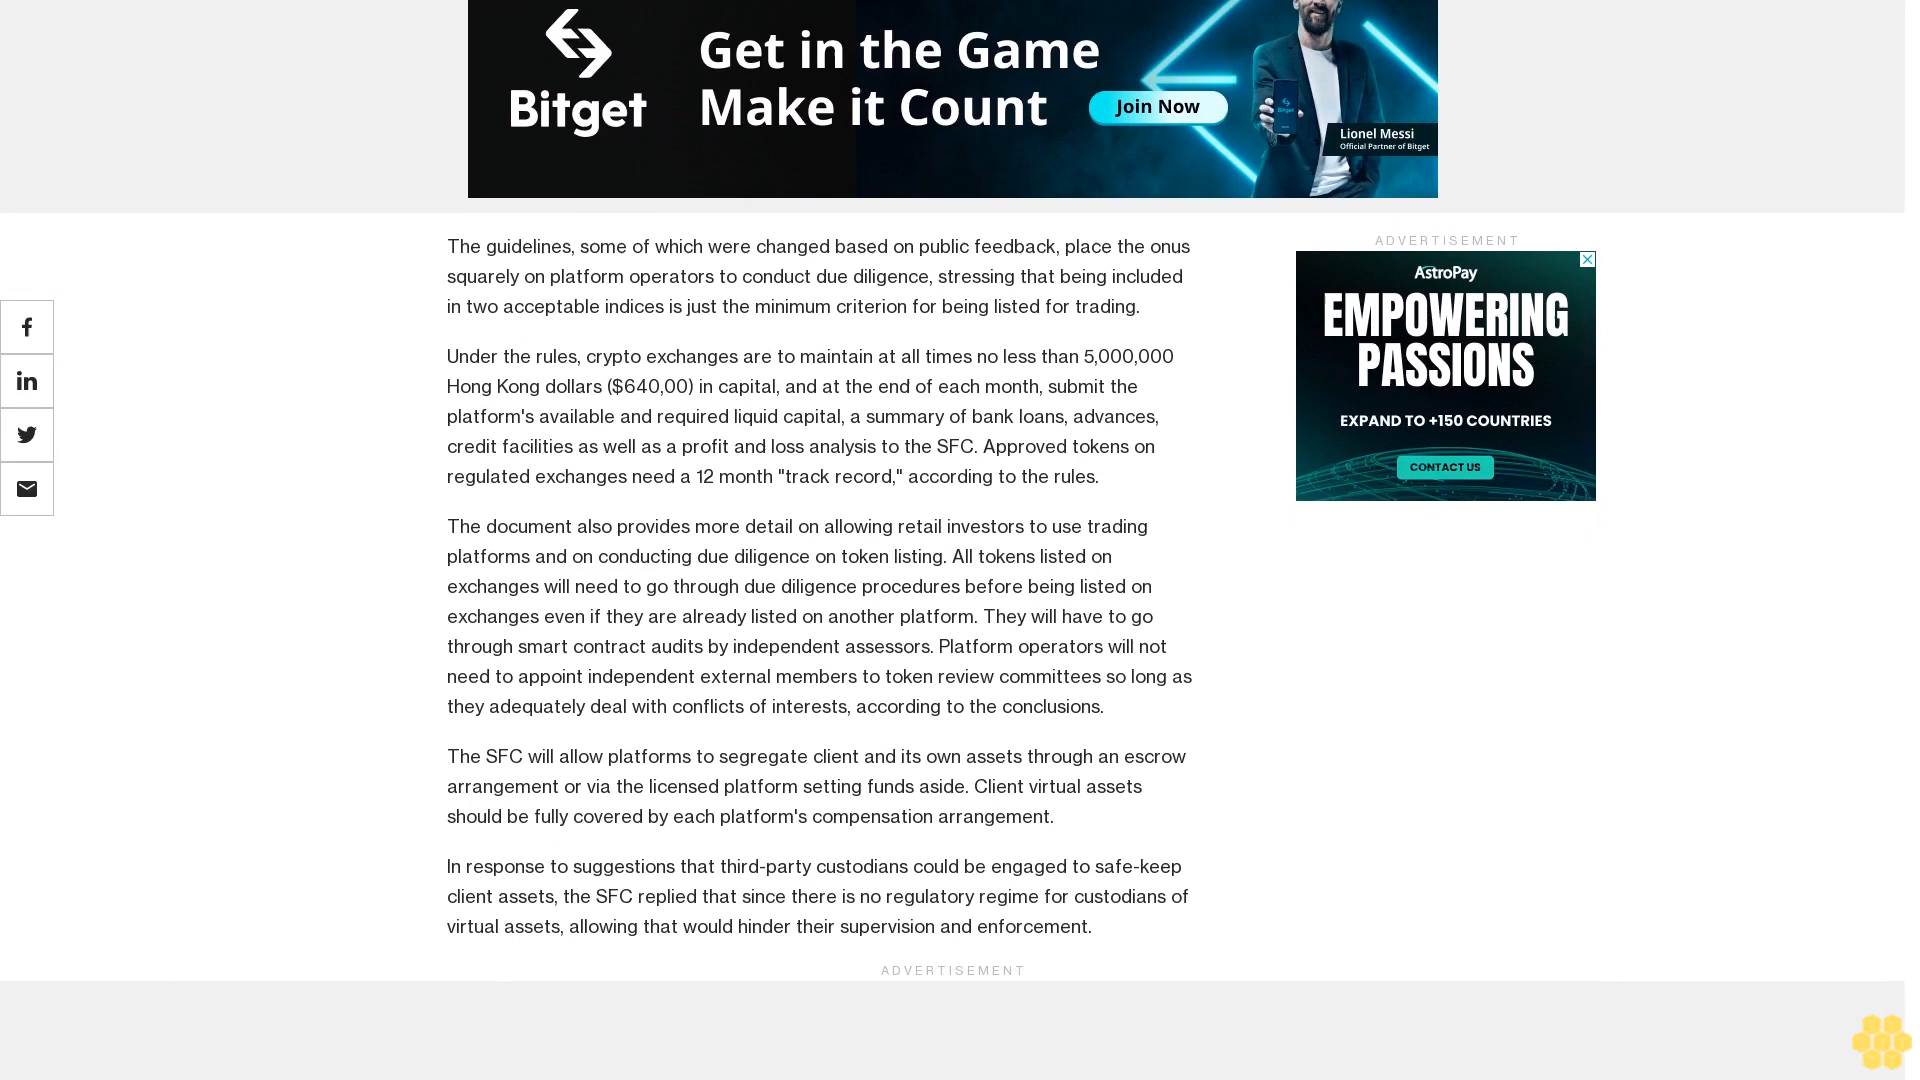 Bitget
Get in the Game
Make it Count
Join Now
Lionel Messi
Official Partner of Bitget
The guidelines, some of which were changed based on public feedback, place the onus
squarely on platform operators to conduct due diligence, stressing that being included
in two acceptable indices is just the minimum criterion for being listed for trading.
Under the rules, crypto exchanges are to maintain at all times no less than 5,000,000
Hong Kong dollars ($640,00) in capital, and at the end of each month, submit the
platform's available and required liquid capital, a summary of bank loans, advances,
credit facilities as well as a profit and loss analysis to the SFC. Approved tokens on
regulated exchanges need a 12 month "track record," according to the rules.
The document also provides more detail on allowing retail investors to use trading
platforms and on conducting due diligence on token listing. All tokens listed on
exchanges will need to go through due diligence procedures before being listed on
exchanges even if they are already listed on another platform. They will have to go
through smart contract audits by independent assessors. Platform operators will not
need to appoint independent external members to token review committees so long as
they adequately deal with conflicts of interests, according to the conclusions.
The SFC will allow platforms to segregate client and its own assets through an escrow
arrangement or via the licensed platform setting funds aside. Client virtual assets
should be fully covered by each platform's compensation arrangement.
In response to suggestions that third-party custodians could be engaged to safe-keep
client assets, the SFC replied that since there is no regulatory regime for custodians of
virtual assets, allowing that would hinder their supervision and enforcement.
ADVERTISEMENT
ADVERTISEMENT
AstroPay
EMPOWERING
PASSIONS
EXPAND TO +150 COUNTRIES
CONTACT US